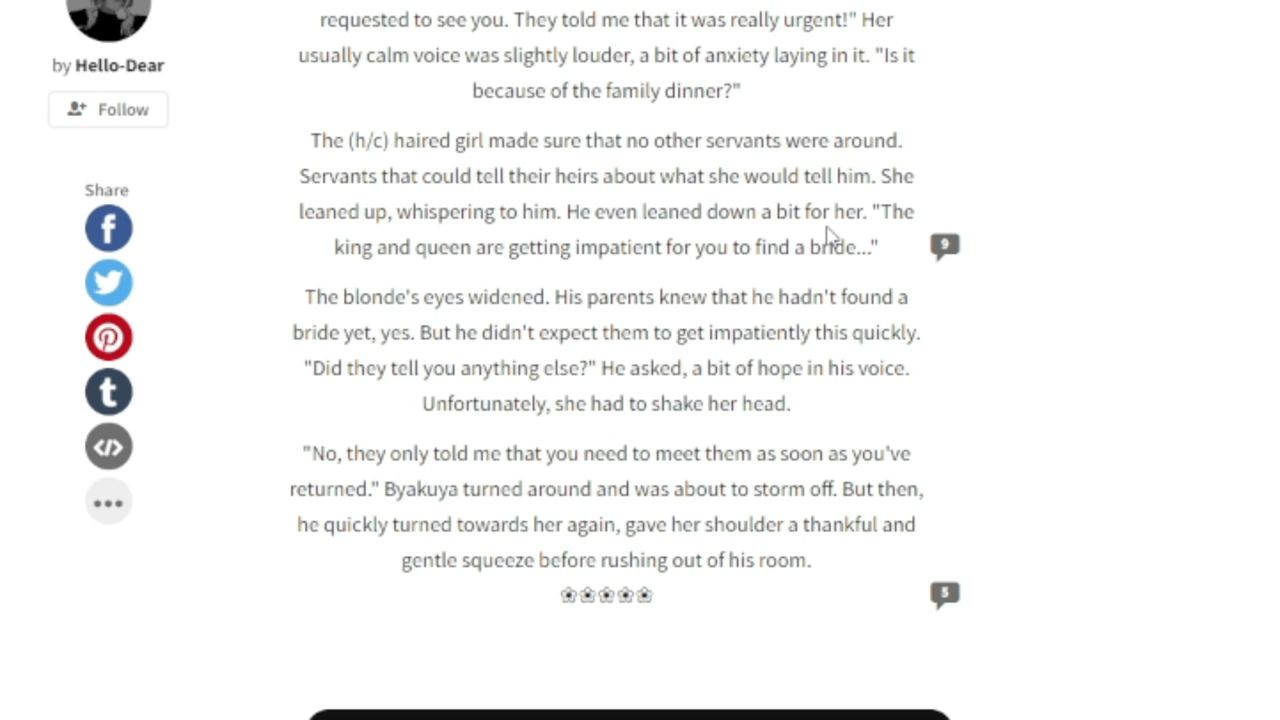 requested to see you. They told me that it was really urgent!" Her
by Hello-Dear
usually calm voice was slightly louder, a bit of anxiety laying in it. "Is it
because of the family dinner?"
Follow
The (h/c) haired girl made sure that no other servants were around.
Servants that could tell their heirs about what she would tell him. She
Share
leaned up, whispering to him. He even leaned down a bit for her. "The
king and queen are getting impatient for you to find a bride..."
9
The blonde's eyes widened. His parents knew that he hadn't found a
bride yet, yes. But he didn't expect them to get impatiently this quickly.
"Did they tell you anything else?" He asked, a bit of hope in his voice.
Unfortunately, she had to shake her head.
"No, they only told me that you need to meet them as soon as you've
returned." Byakuya turned around and was about to storm off. But then,
he quickly turned towards her again, gave her shoulder a thankful and
gentle squeeze before rushing out of his room.
❀❀❀❀❀
5